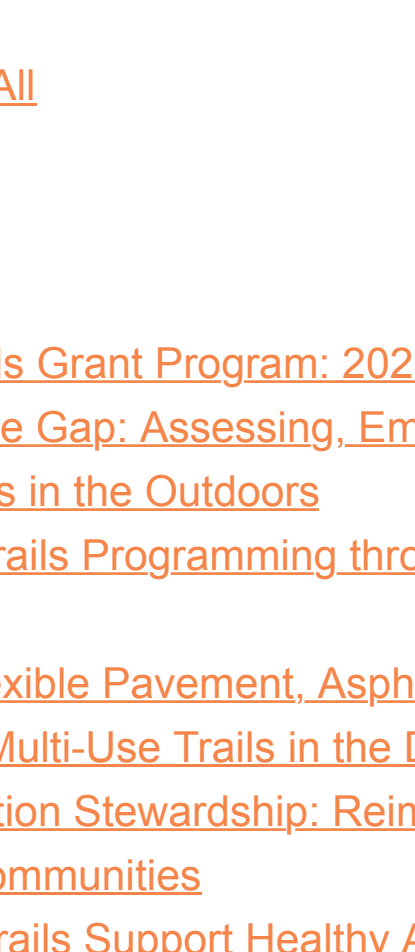 All
ls Grant Program: 202
e Gap: Assessing, Em
s in the Outdoors
rails Programming thro
exible Pavement, Asph
Multi-Use Trails in the D
tion Stewardship: Rein
ommunities
rails Support Healthy A